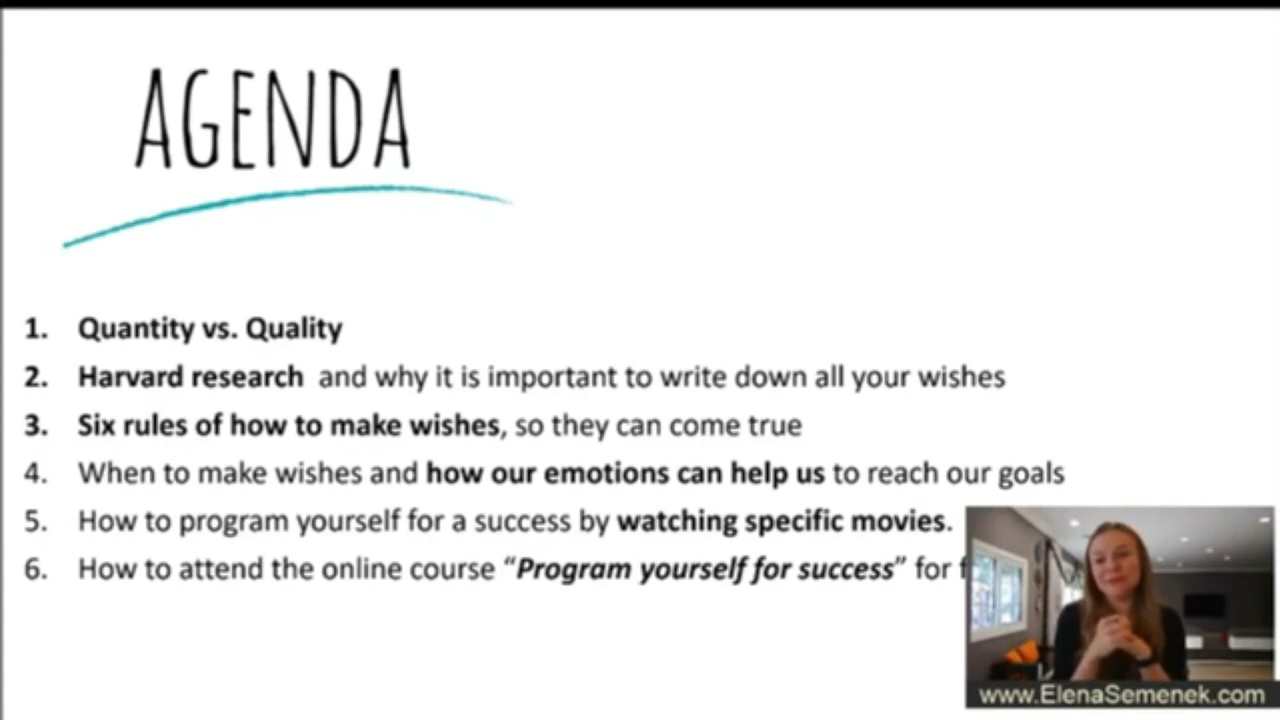 AGENDA
1. Quantity vs. Quality
2. Harvard research and why it is important to write down all your wishes
3. Six rules of how to make wishes, so they can come true
4. When to make wishes and how our emotions can help us to reach our goals
5. How to program yourself for a success by watching specific movies.
6. How to attend the online course “Program yourself for success” for
www.ElenaSemenek.com